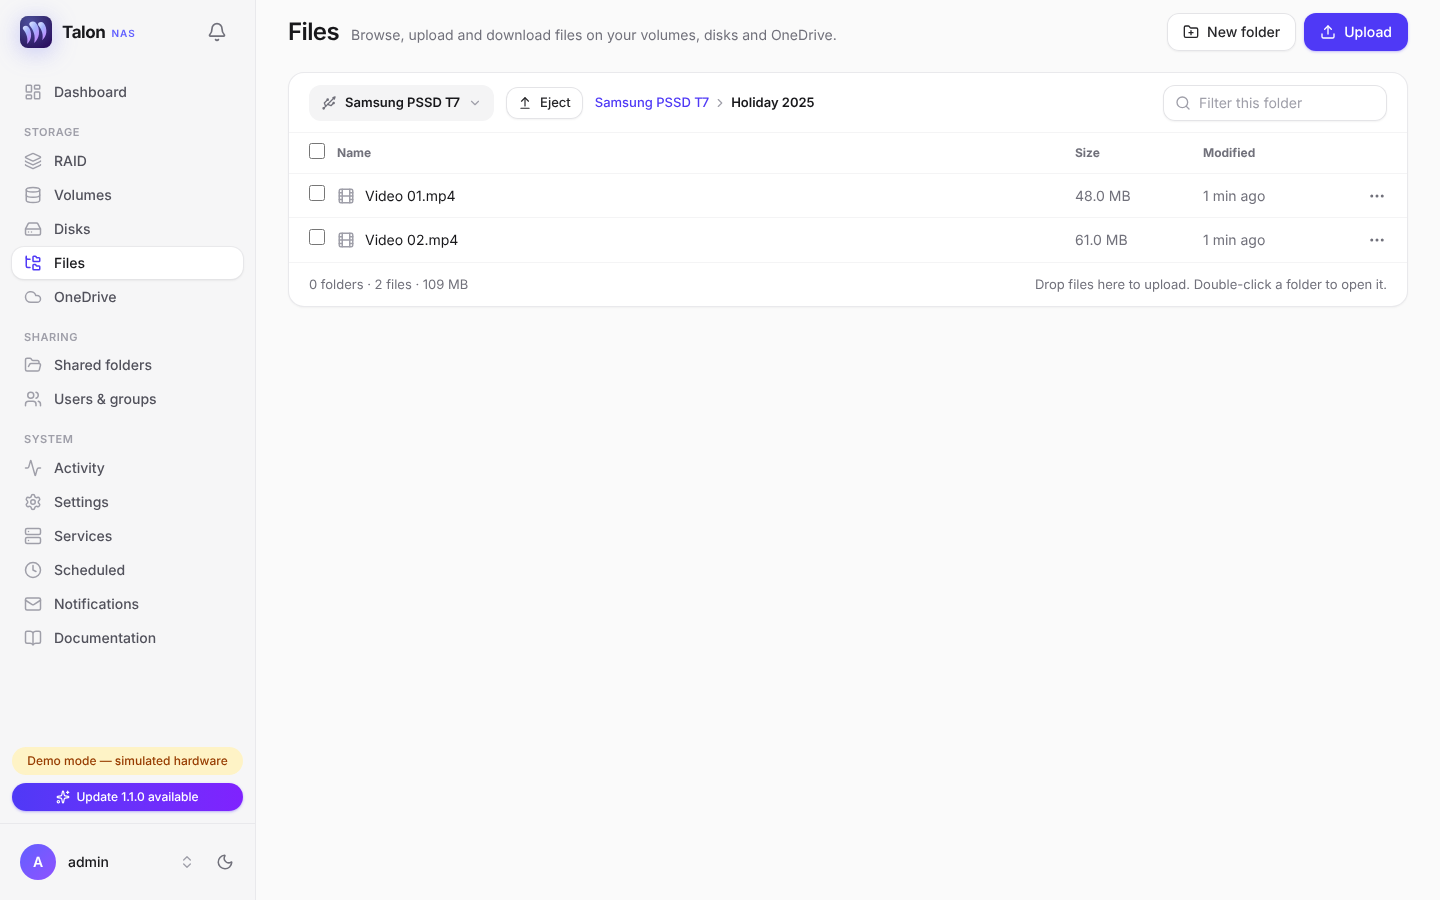 Talon NAS
Dashboard
STORAGE
RAID
Volumes
Disks
Files
OneDrive
SHARING
Shared folders
Users & groups
SYSTEM
Activity
Settings
Services
Scheduled
Notifications
Documentation
Demo mode — simulated hardware
Update 1.1.0 available
A admin
Files Browse, upload and download files on your volumes, disks and OneDrive.
New folder Upload
Samsung PSSD T7 Eject Samsung PSSD T7 Holiday 2025 Filter this folder
Name Size Modified
Video 01.mp4 48.0 MB 1 min ago
Video 02.mp4 61.0 MB 1 min ago
0 folders · 2 files · 109 MB Drop files here to upload. Double-click a folder to open it.